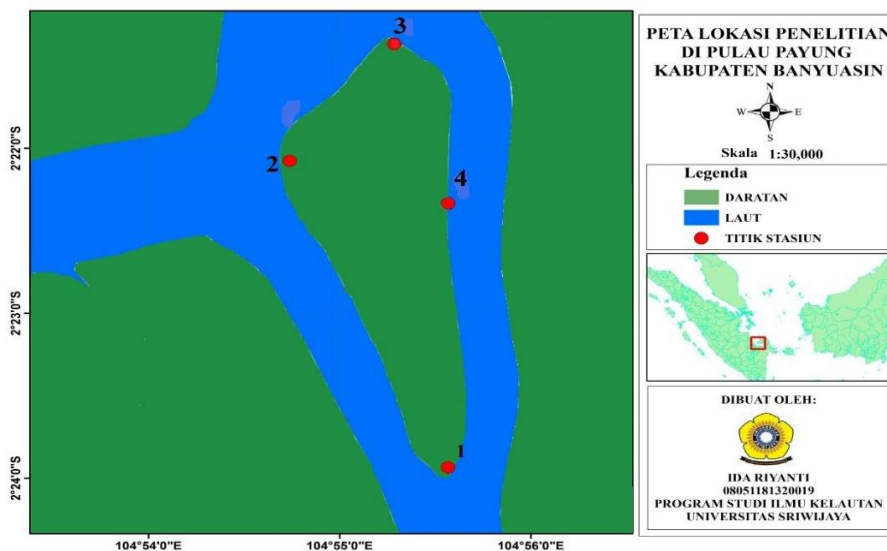 3
2
4
1
2°22'0"S
2°23'0"S
2°24'0"S
104°54'0"E
104°55'0"E
104°56'0"E
PETA LOKASI PENELITIAN
DI PULAU PAYUNG
KABUPATEN BANYUASIN
N
W E
S
Skala 1:30,000
Legenda
DARATAN
LAUT
TITIK STASIUN
DIBUAT OLEH:
IDA RIYANTI
08051181320019
PROGRAM STUDI ILMU KELAUTAN
UNIVERSITAS SRIWIJAYA